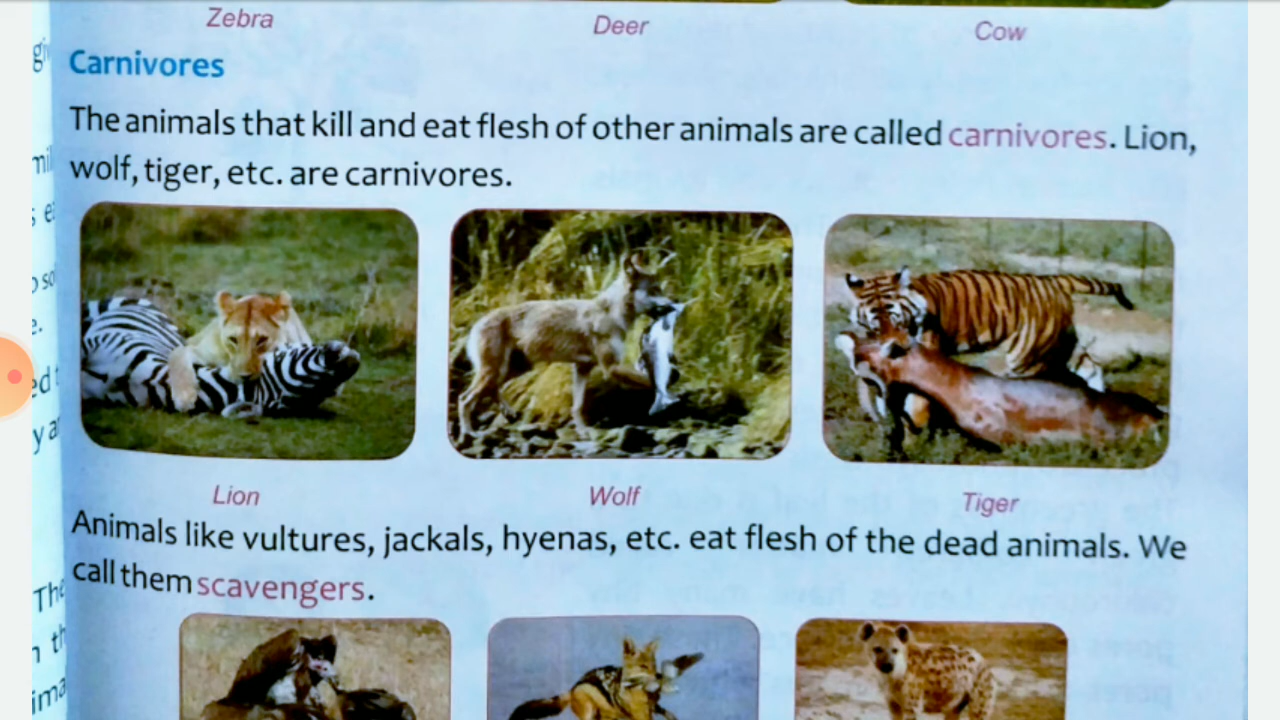 Zebra Deer Cow
Carnivores
The animals that kill and eat flesh of other animals are called carnivores. Lion,
wolf, tiger, etc. are carnivores.
Lion Wolf Tiger
Animals like vultures, jackals, hyenas, etc. eat flesh of the dead animals. We
call them scavengers.